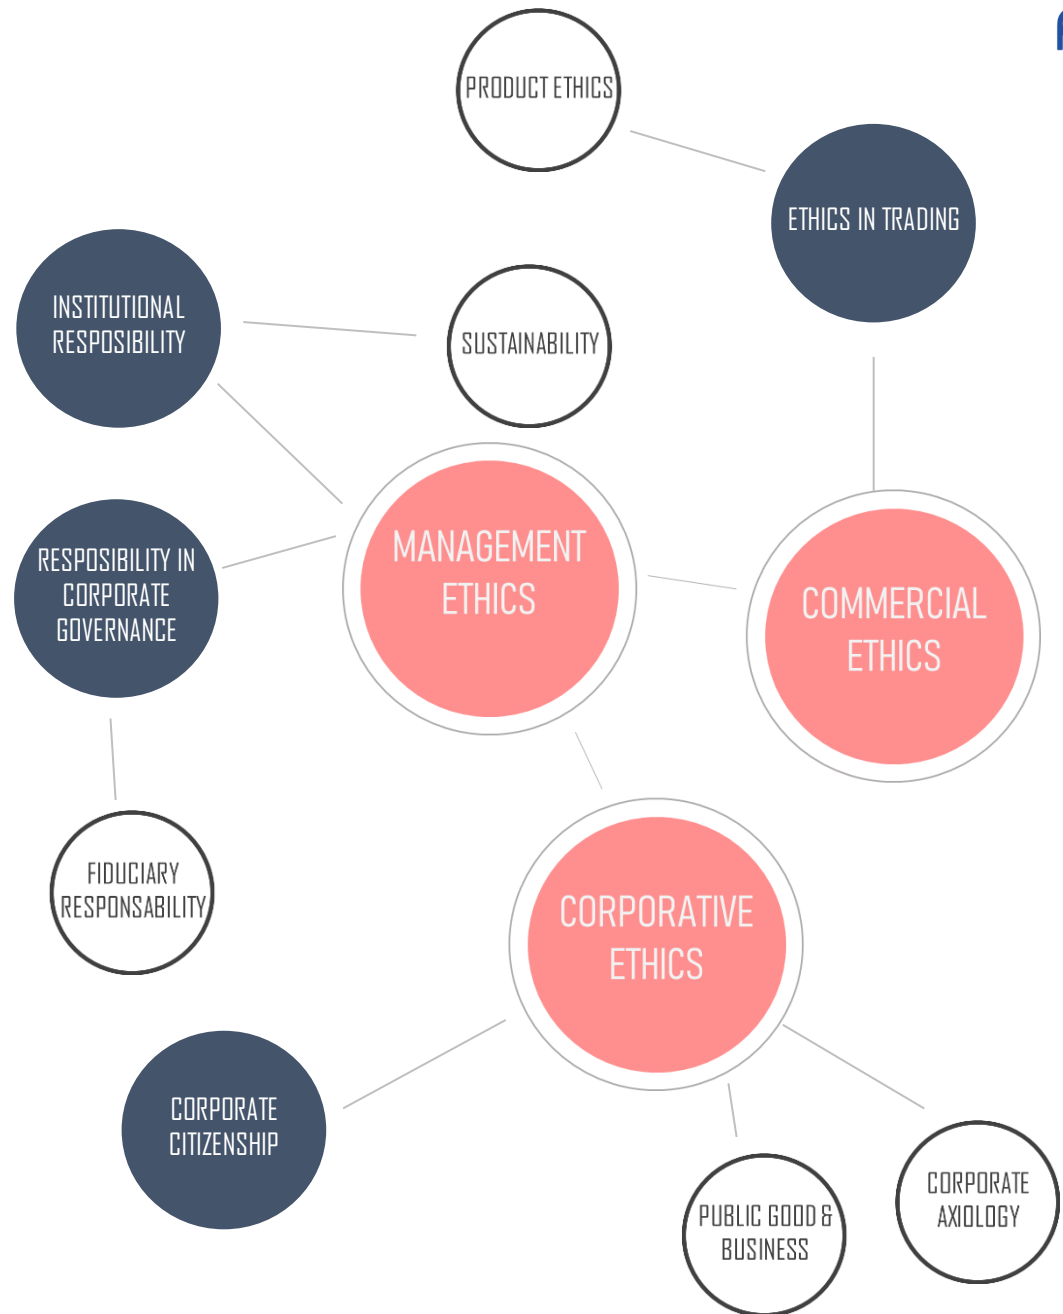 PRODUCT ETHICS
ETHICS IN TRADING
INSTITUTIONAL
RESPOSIBILITY
SUSTAINABILITY
MANAGEMENT
ETHICS
RESPOSIBILITY IN
CORPORATE
GOVERNANCE
COMMERCIAL
ETHICS
FIDUCIARY
RESPONSABILITY
CORPORATIVE
ETHICS
CORPORATE
CITIZENSHIP
PUBLIC GOOD &
BUSINESS
CORPORATE
AXIOLOGY